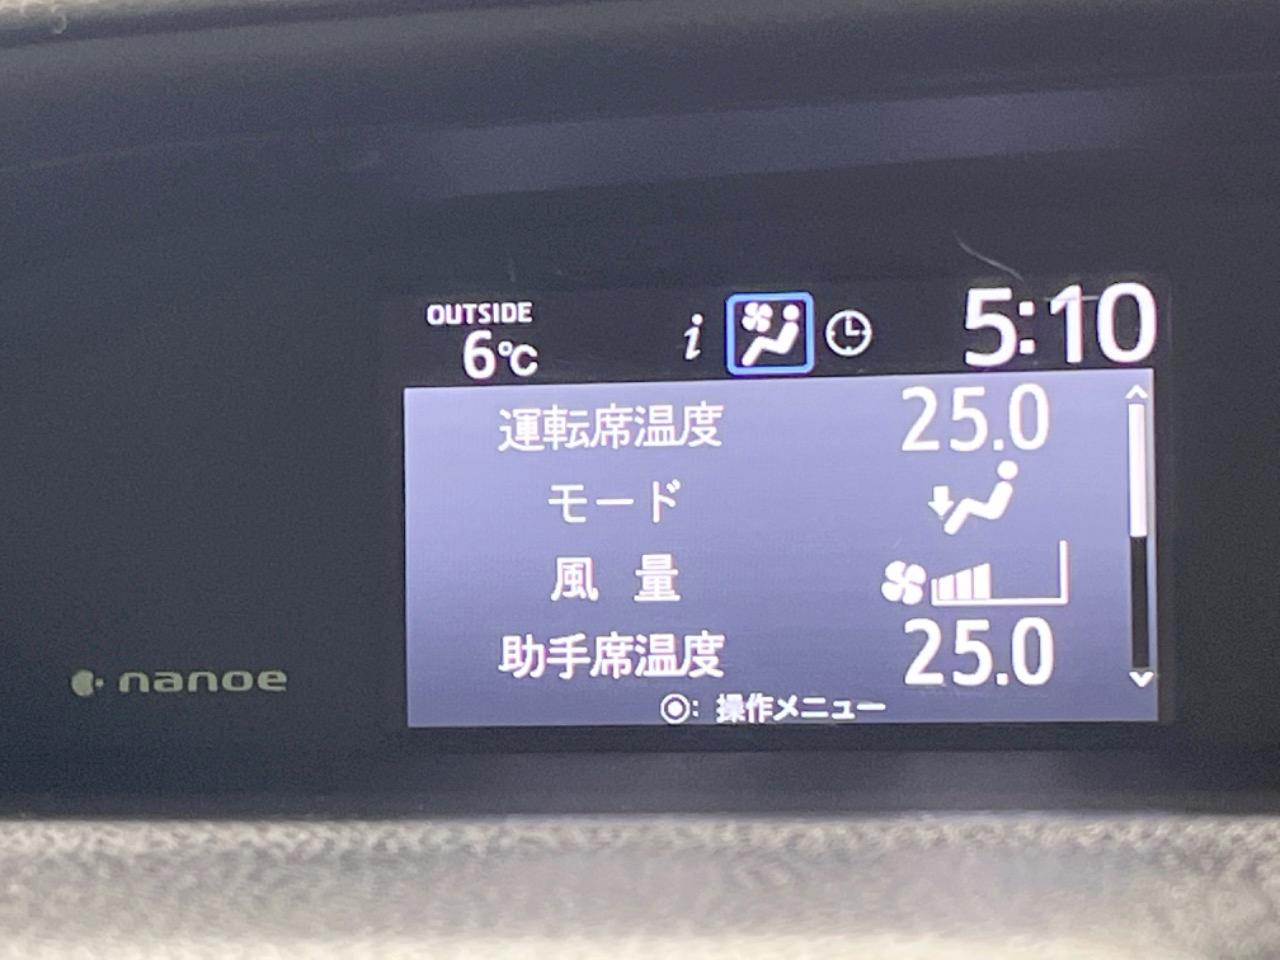 OUTSIDE
6℃
i
5:10
運転席温度 25.0
モード
風 量
助手席温度 25.0
◉: 操作メニュー
nanoe